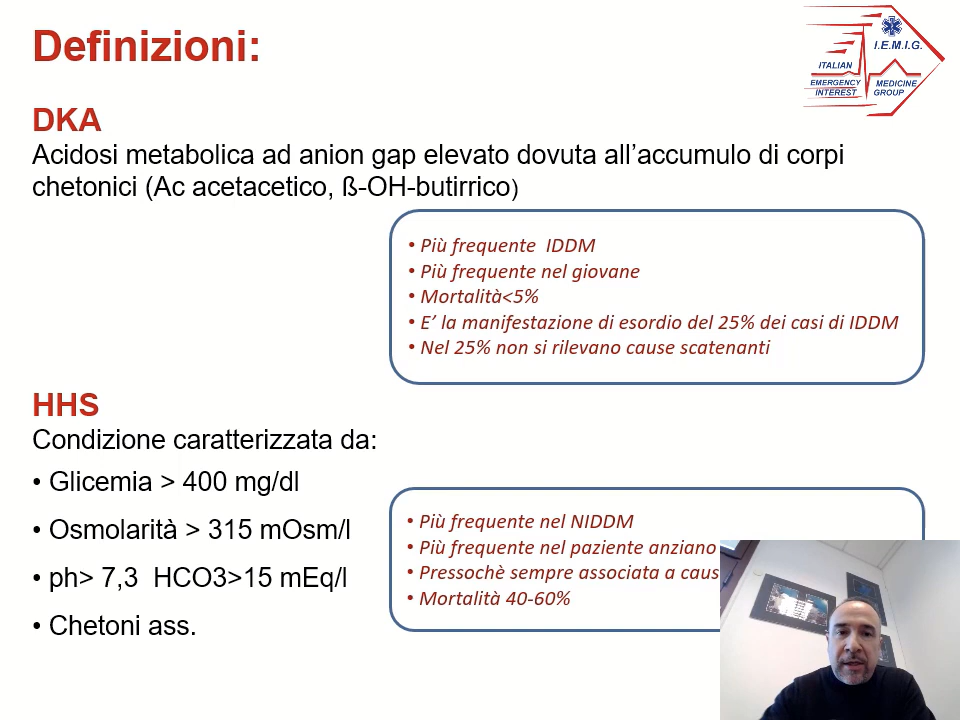 Definizioni:
I.E.M.I.G.
ITALIAN
EMERGENCY
INTEREST
MEDICINE
GROUP
DKA
Acidosi metabolica ad anion gap elevato dovuta all’accumulo di corpi
chetonici (Ac acetacetico, ß-OH-butirrico)
• Più frequente IDDM
• Più frequente nel giovane
• Mortalità<5%
• E’ la manifestazione di esordio del 25% dei casi di IDDM
• Nel 25% non si rilevano cause scatenanti
HHS
Condizione caratterizzata da:
• Glicemia > 400 mg/dl
• Osmolarità > 315 mOsm/l
• ph> 7,3 HCO3>15 mEq/l
• Chetoni ass.
• Più frequente nel NIDDM
• Più frequente nel paziente anziano
• Pressochè sempre associata a caus
• Mortalità 40-60%